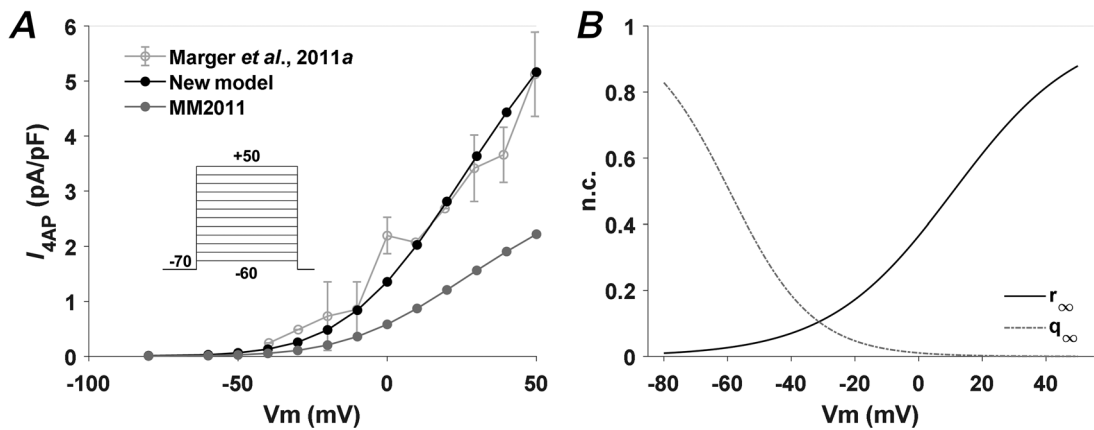 A
6
5
4
3
2
1
0
I4AP (pA/pF)
Marger et al., 2011a
New model
MM2011
+50
-70
-60
-100
-50
0
50
Vm (mV)
B
1
0.8
0.6
0.4
0.2
0
n.c.
r∞
q∞
-80
-60
-40
-20
0
20
40
Vm (mV)